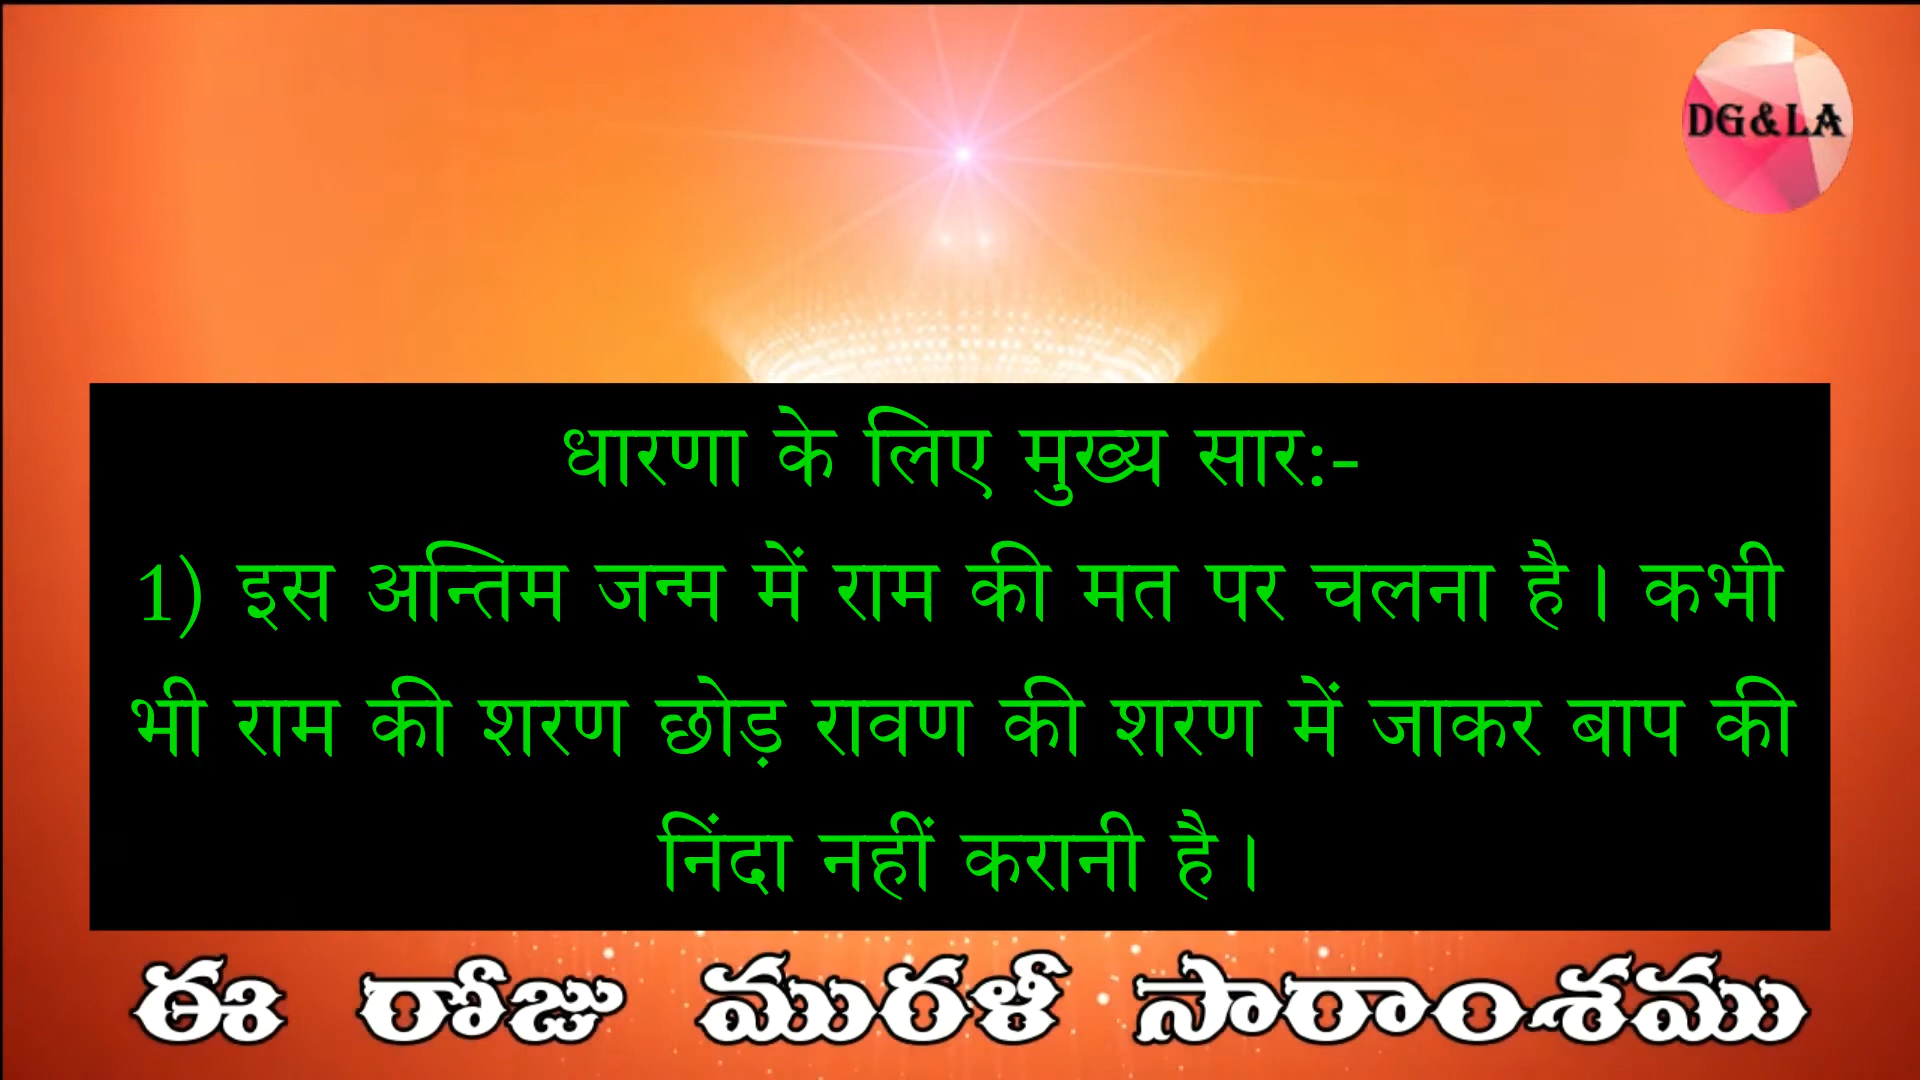 DG&LA
धारणा के लिए मुख्य सार:-
1) इस अन्तिम जन्म में राम की मत पर चलना है। कभी
भी राम की शरण छोड़ रावण की शरण में जाकर बाप की
निंदा नहीं करानी है।
ఈ రోజు మురళీ సారాంశము